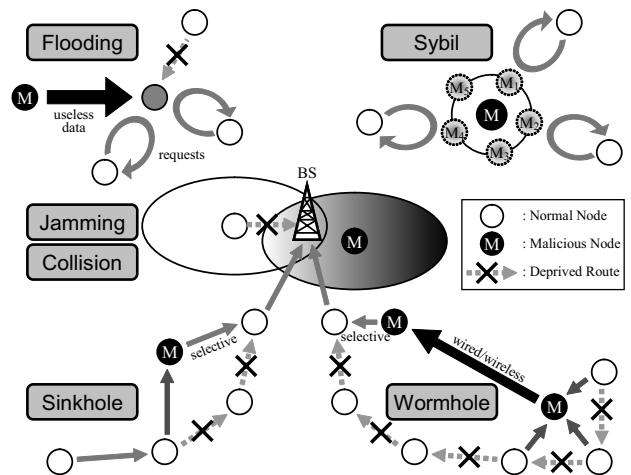 Flooding
M
useless
data
requests
Sybil
M5
M1
M4
M
M2
M3
Jamming
Collision
BS
M
: Normal Node
M
: Malicious Node
: Deprived Route
M
selective
Sinkhole
selective
M
wired/wireless
M
Wormhole